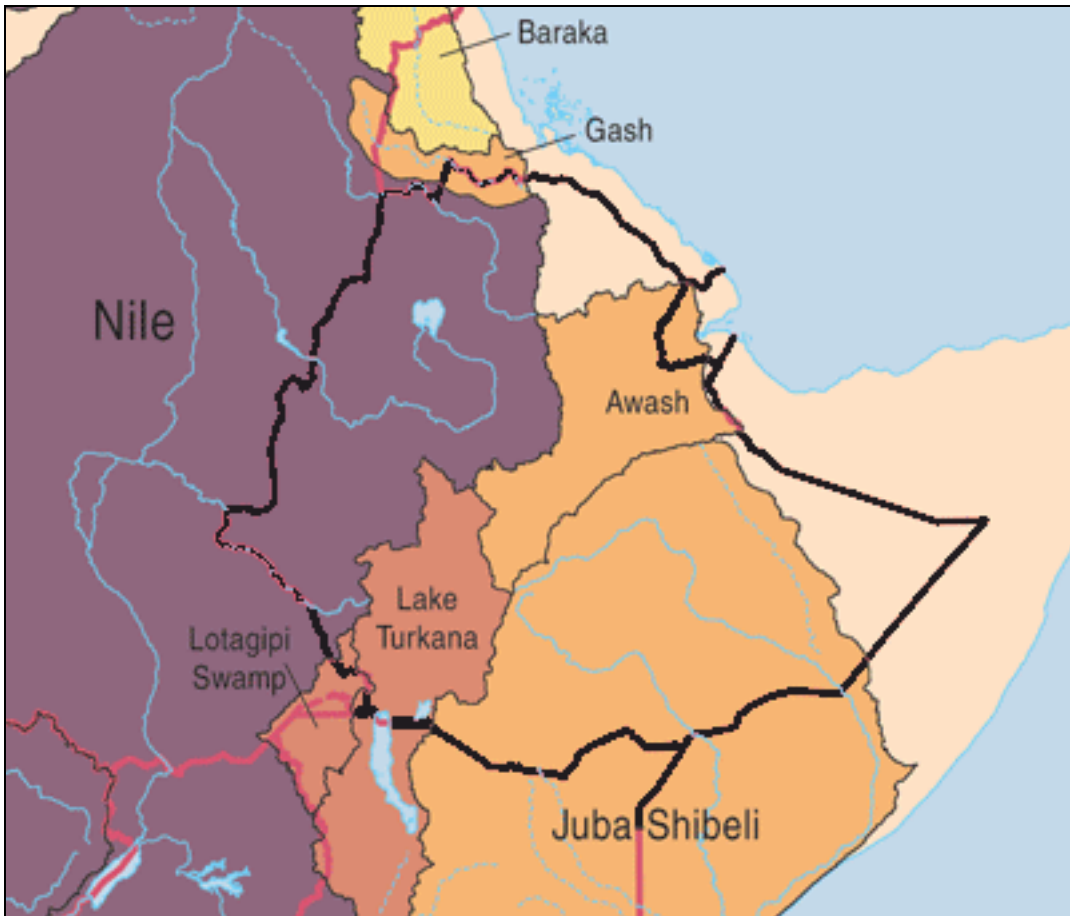 Baraka
Gash
Nile
Awash
Lake
Turkana
Lotagipi
Swamp
Juba Shibeli